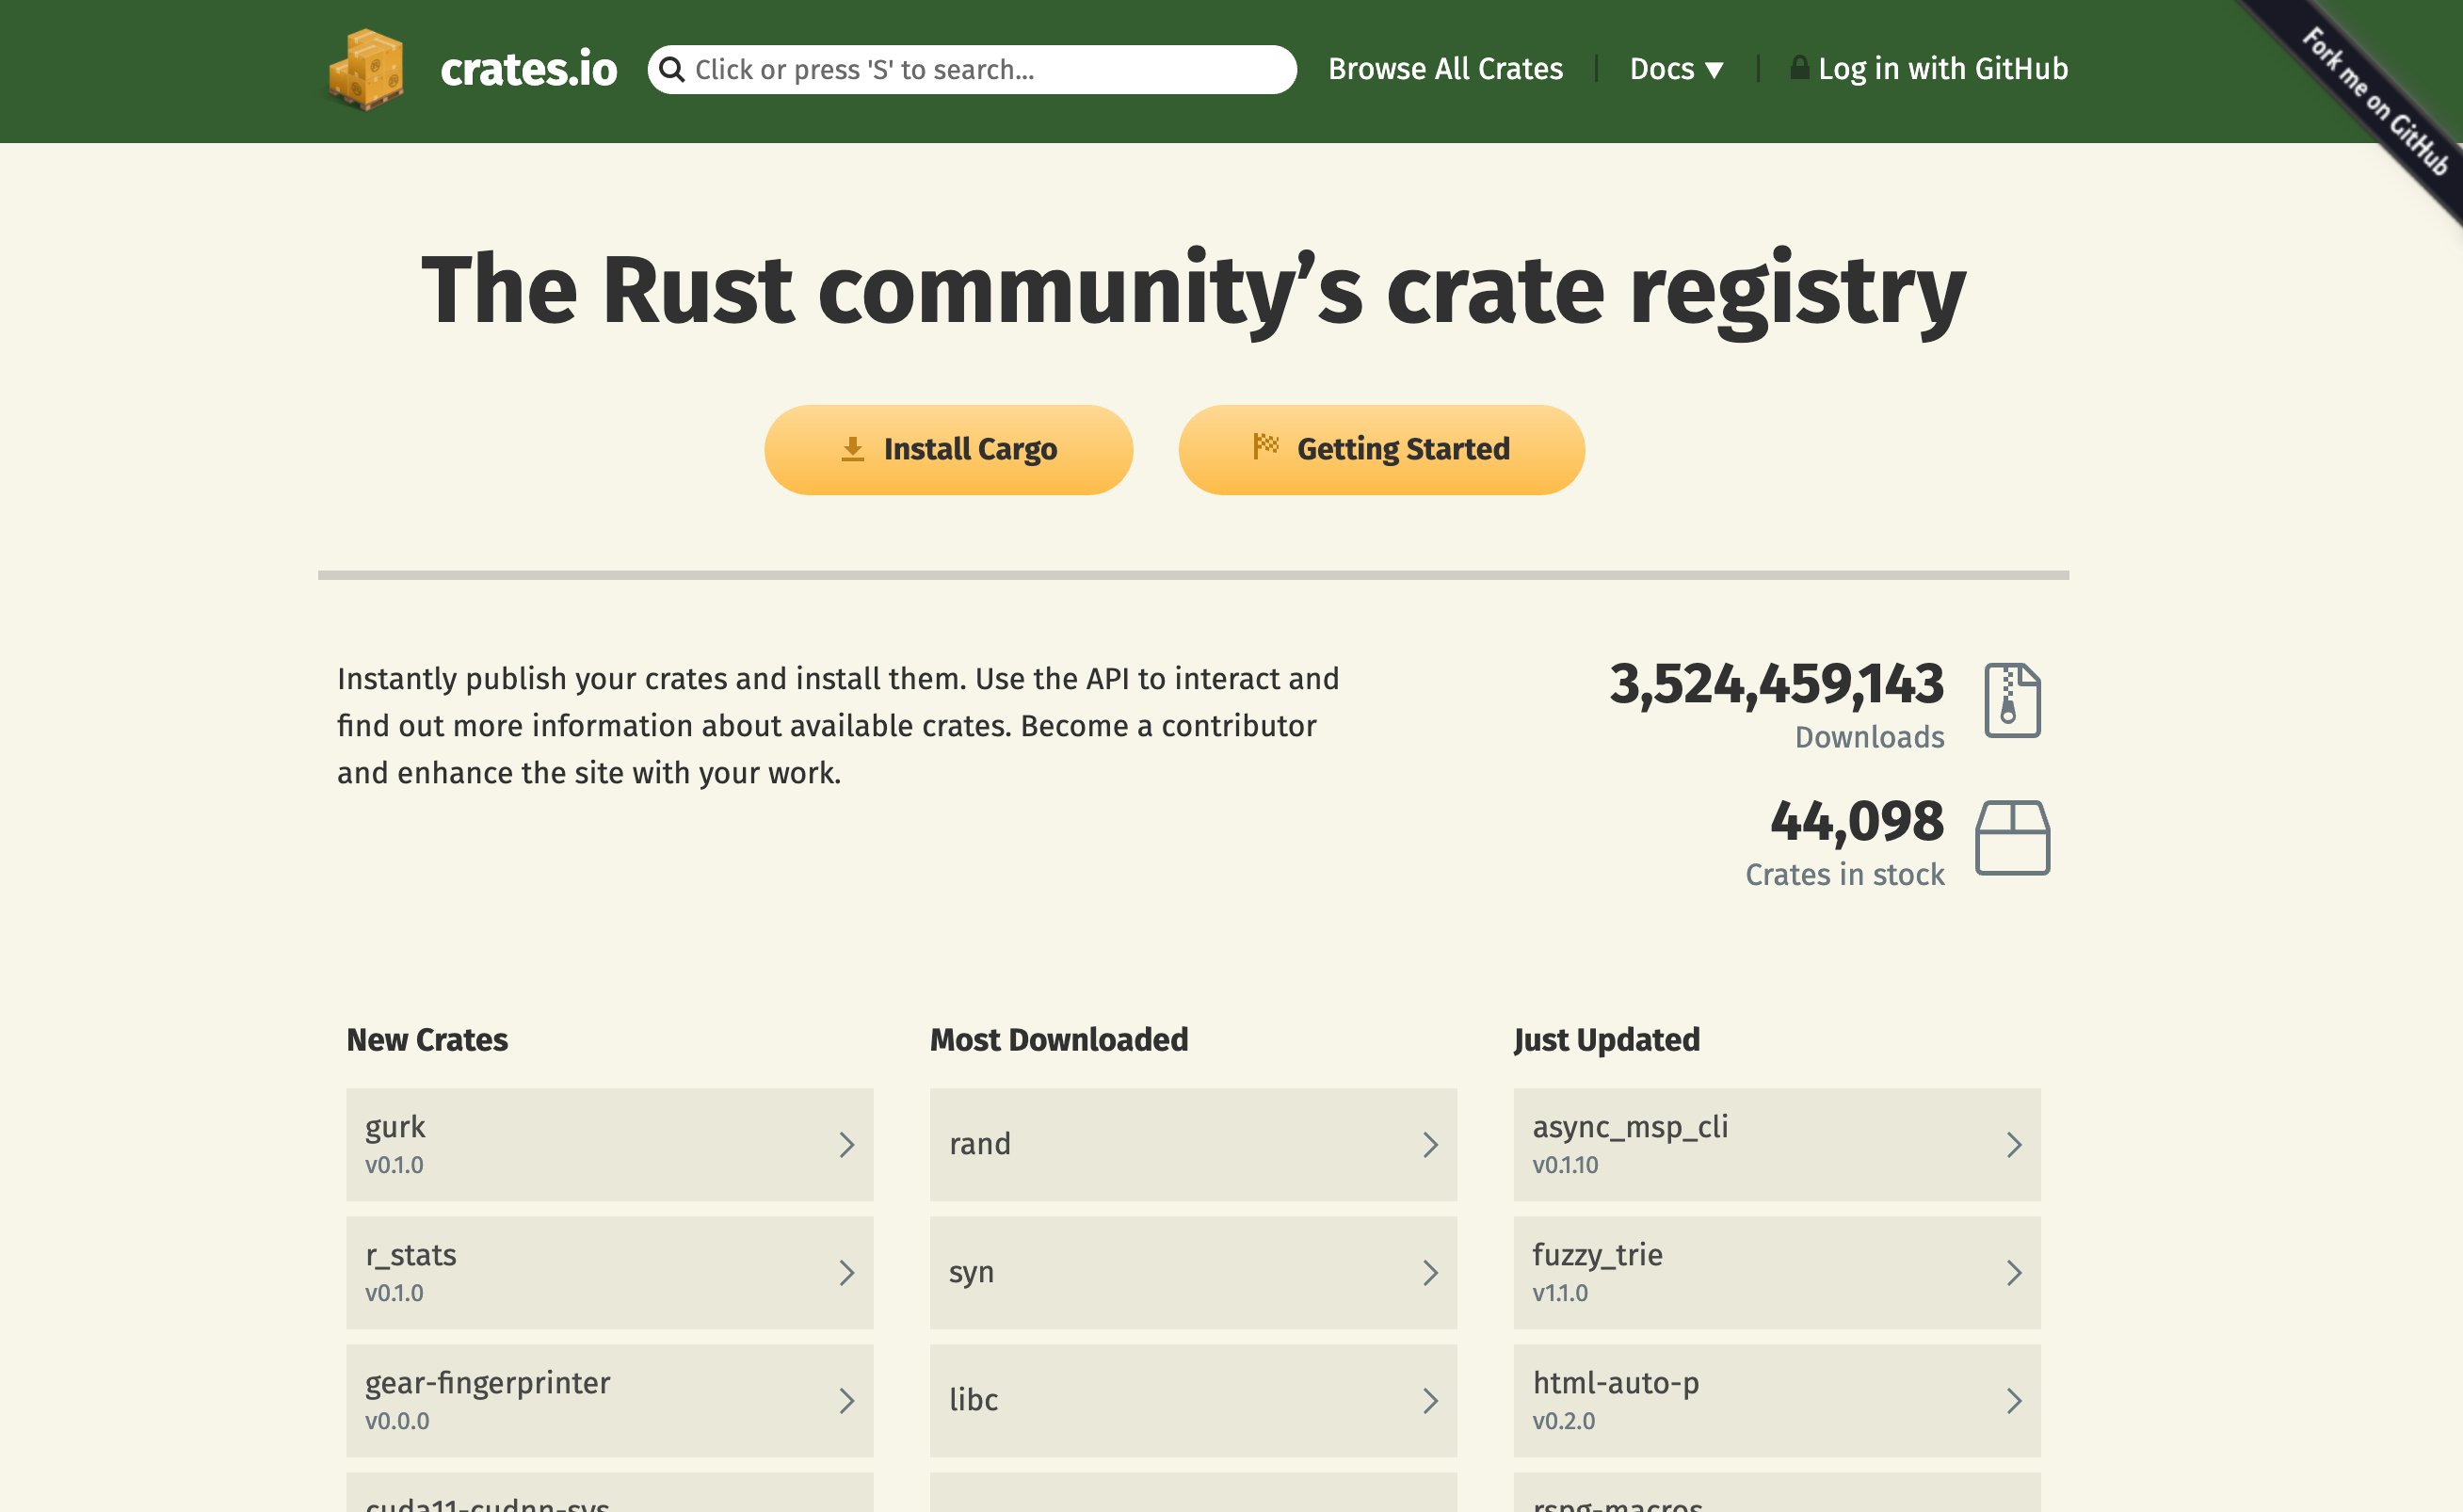 crates.io
Click or press 'S' to search...
Browse All Crates | Docs ▼ | Log in with GitHub
Fork me on GitHub
The Rust community’s crate registry
Install Cargo
Getting Started
Instantly publish your crates and install them. Use the API to interact and
find out more information about available crates. Become a contributor
and enhance the site with your work.
3,524,459,143
Downloads
44,098
Crates in stock
New Crates
gurk
v0.1.0
r_stats
v0.1.0
gear-fingerprinter
v0.0.0
cuda11-cudnn-sys
Most Downloaded
rand
syn
libc
Just Updated
async_msp_cli
v0.1.10
fuzzy_trie
v1.1.0
html-auto-p
v0.2.0
rspg-macros